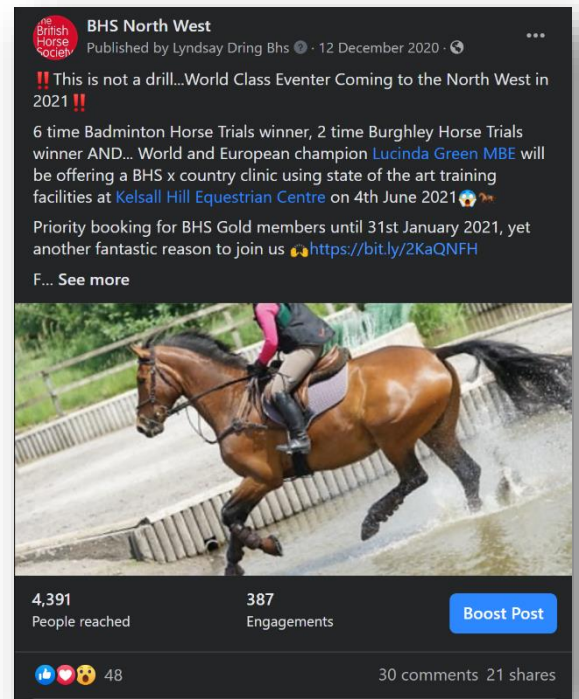 The
British
Horse
Society
BHS North West
Published by Lyndsay Dring Bhs · 12 December 2020 ·
‼️This is not a drill...World Class Eventer Coming to the North West in
2021‼️
6 time Badminton Horse Trials winner, 2 time Burghley Horse Trials
winner AND... World and European champion Lucinda Green MBE will
be offering a BHS x country clinic using state of the art training
facilities at Kelsall Hill Equestrian Centre on 4th June 2021😱🐎
Priority booking for BHS Gold members until 31st January 2021, yet
another fantastic reason to join us 🙌https://bit.ly/2KaQNFH
F... See more
4,391
People reached
387
Engagements
Boost Post
48
30 comments 21 shares